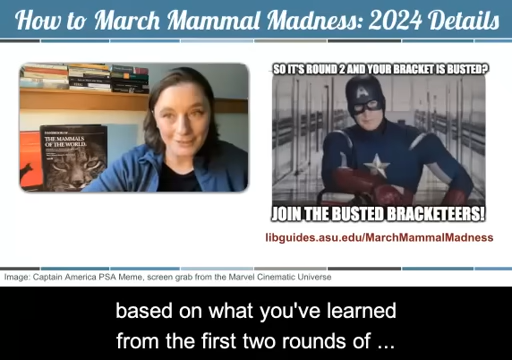 How to March Mammal Madness: 2024 Details
HANDBOOK OF
THE MAMMALS
OF THE WORLD
SO IT'S ROUND 2 AND YOUR BRACKET IS BUSTED?
JOIN THE BUSTED BRACKETEERS!
libguides.asu.edu/MarchMammalMadness
Image: Captain America PSA Meme, screen grab from the Marvel Cinematic Universe
based on what you've learned
from the first two rounds of ...